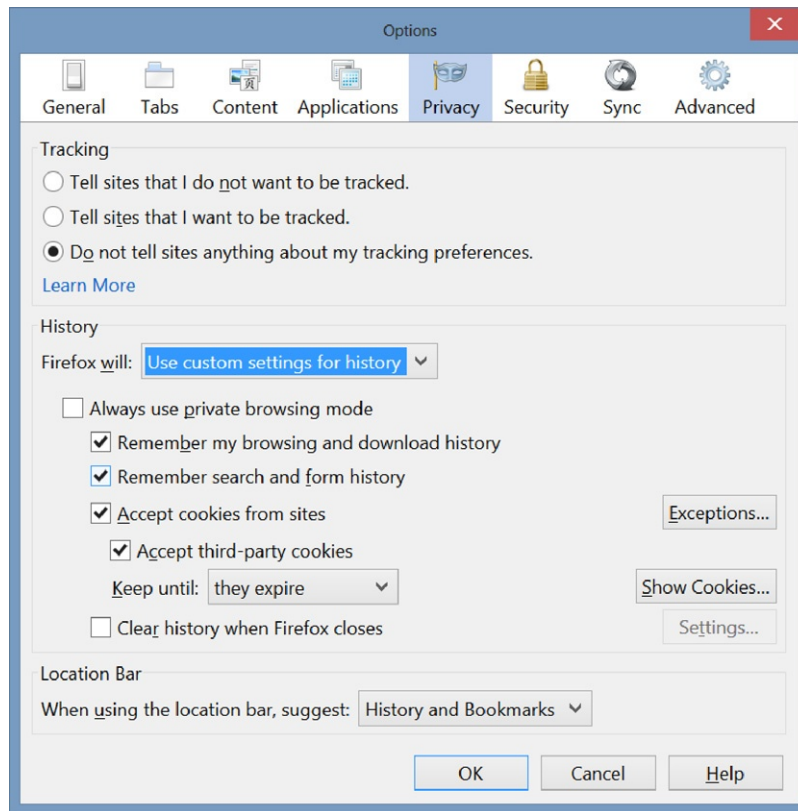 Options
General Tabs Content Applications Privacy Security Sync Advanced
Tracking
Tell sites that I do not want to be tracked.
Tell sites that I want to be tracked.
Do not tell sites anything about my tracking preferences.
Learn More
History
Firefox will: Use custom settings for history
Always use private browsing mode
Remember my browsing and download history
Remember search and form history
Accept cookies from sites Exceptions...
Accept third-party cookies
Keep until: they expire Show Cookies...
Clear history when Firefox closes Settings...
Location Bar
When using the location bar, suggest: History and Bookmarks
OK Cancel Help